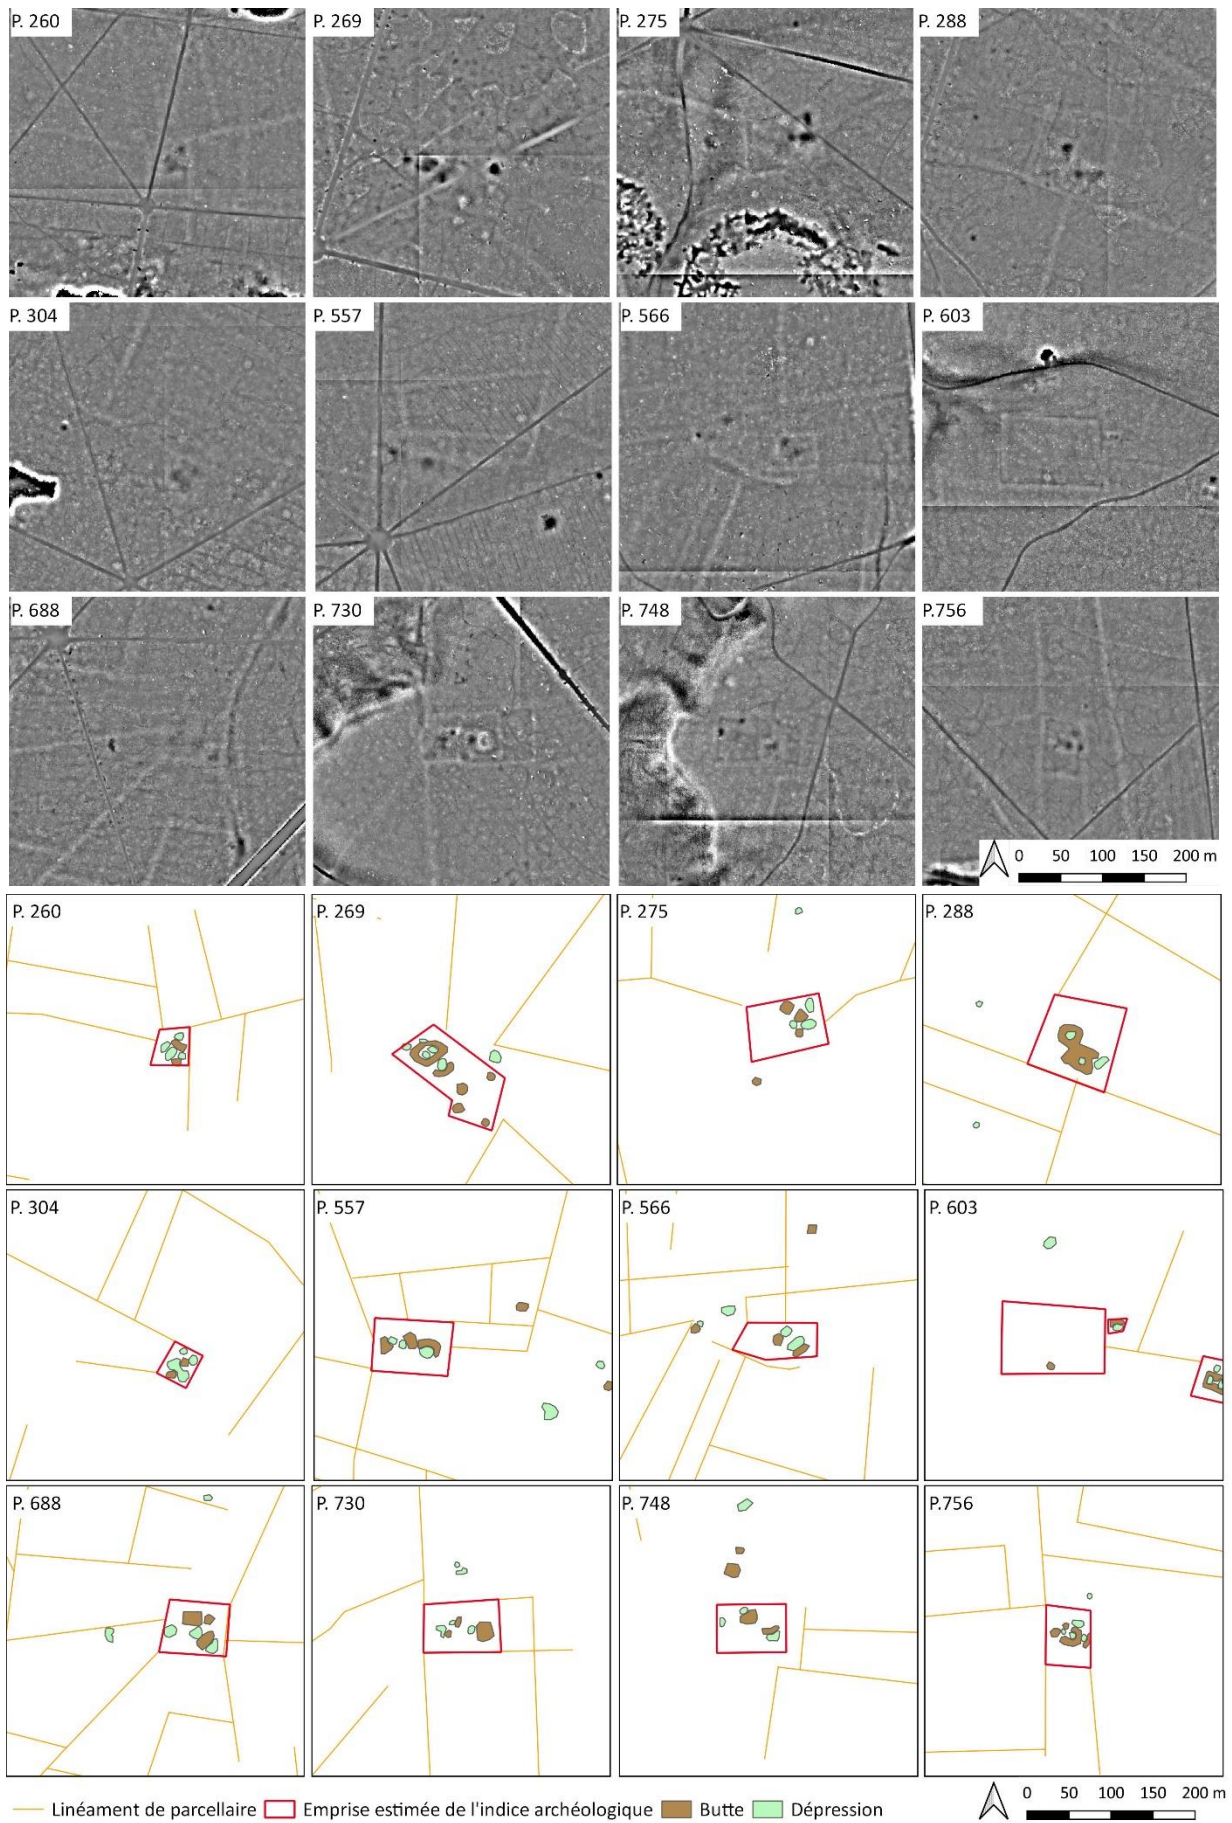 P. 260 P. 269 P. 275 P. 288
P. 304 P. 557 P. 566 P. 603
P. 688 P. 730 P. 748 P.756
0 50 100 150 200 m
P. 260 P. 269 P. 275 P. 288
P. 304 P. 557 P. 566 P. 603
P. 688 P. 730 P. 748 P.756
Linéament de parcellaire Emprise estimée de l'indice archéologique Butte Dépression
0 50 100 150 200 m